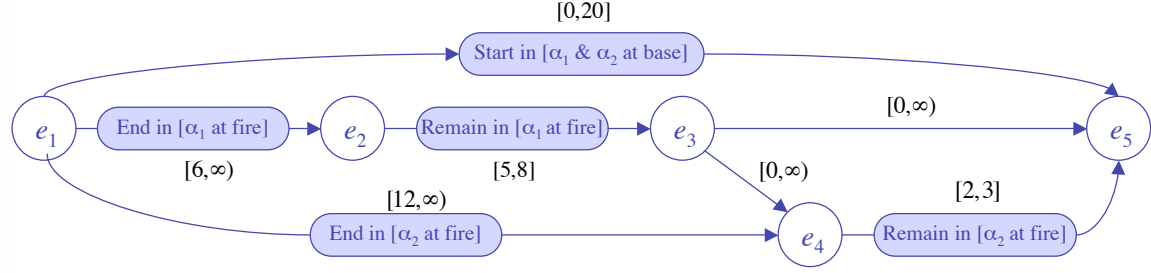 [0,20]
Start in [α₁ & α₂ at base]
e₁
End in [α₁ at fire]
[6,∞)
e₂
Remain in [α₁ at fire]
[5,8]
e₃
[0,∞)
e₅
[0,∞)
[12,∞)
End in [α₂ at fire]
e₄
[2,3]
Remain in [α₂ at fire]